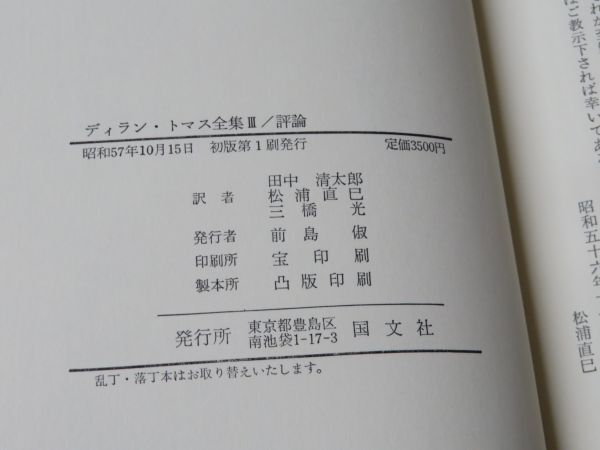 ディラン・トマス全集Ⅲ/評論
昭和57年10月15日 初版第1刷発行 定価3500円
訳者
田中 清太郎
松浦直巳
三橋 光
発行者 前島 俶
印刷所 宝印刷
製本所 凸版印刷
発行所
東京都豊島区
南池袋1-17-3
国文社
乱丁・落丁本はお取り替えいたします。
はご教示下されば幸いである
昭和五十六年
松浦直巳